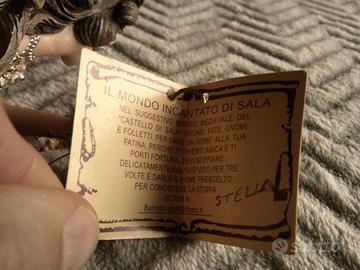 IL MONDO INCANTATO DI SALA
NEL SUGGESTIVO BORGO MEDIEVALE DEL
"CASTELLO DI SALA" VIVONO FATE, GNOMI
E FOLLETTI. PER DARE UN NOME ALLA TUA
FATINA, PERCHE' TI DIVENTI AMICA E TI
PORTI FORTUNA, DEVI SOFFIARE
DELICATAMENTE SUL SUO VISO PER TRE
VOLTE E DARLE IL NOME PRESCELTO.
PER CONOSCERE LA STORIA
SCRIVI A
STELLA
subito